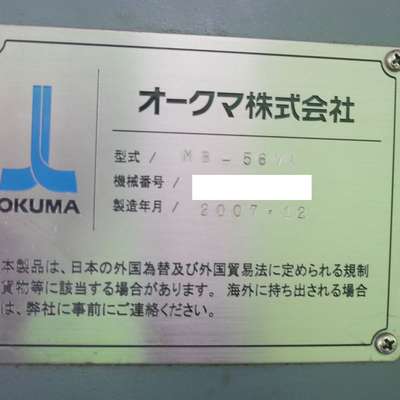 オークマ株式会社
OKUMA
型式 / MB-56VA
機械番号 /
製造年月 / 2007.12
本製品は、日本の外国為替及び外国貿易法に定められる規制
貨物等に該当する場合があります。海外に持ち出される場合
は、弊社に事前にご連絡ください。